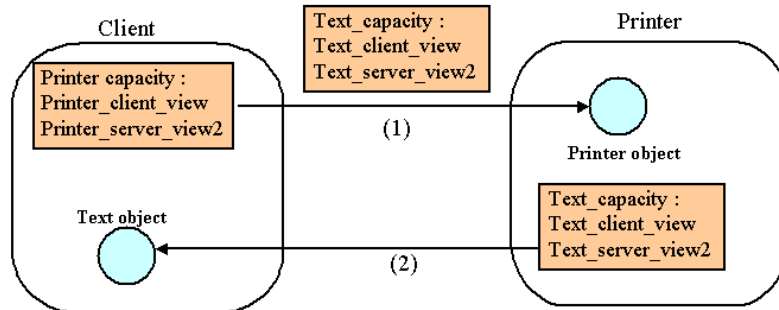 Client
Text_capacity :
Text_client_view
Text_server_view2
Printer
Printer capacity :
Printer_client_view
Printer_server_view2
(1)
Printer object
Text object
Text_capacity :
Text_client_view
Text_server_view2
(2)